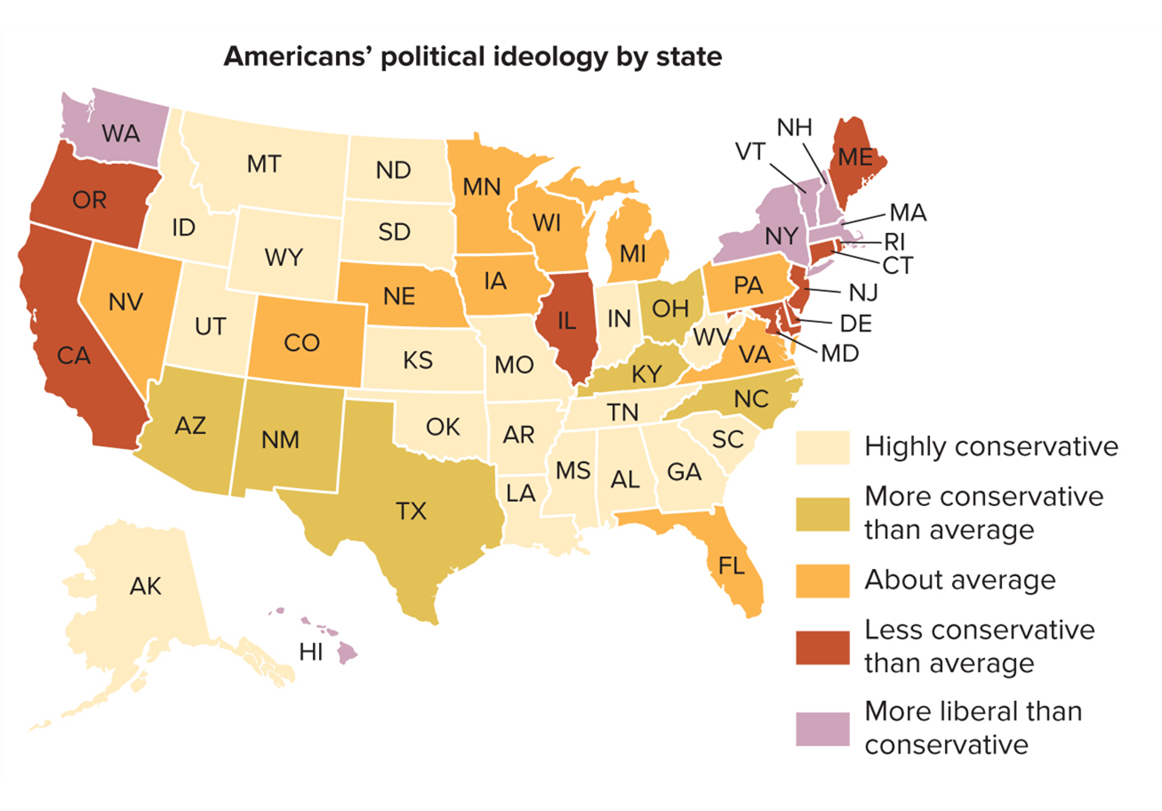 Americans’ political ideology by state
WA
MT
ND
MN
OR
ID
SD
WI
WY
MI
NV
NE
IA
UT
CO
IL
IN
OH
PA
NY
VT
NH
ME
MA
RI
CT
NJ
DE
MD
CA
KS
MO
WV
VA
KY
AZ
NM
OK
AR
TN
NC
SC
TX
LA
MS
AL
GA
FL
AK
HI
Highly conservative
More conservative
than average
About average
Less conservative
than average
More liberal than
conservative